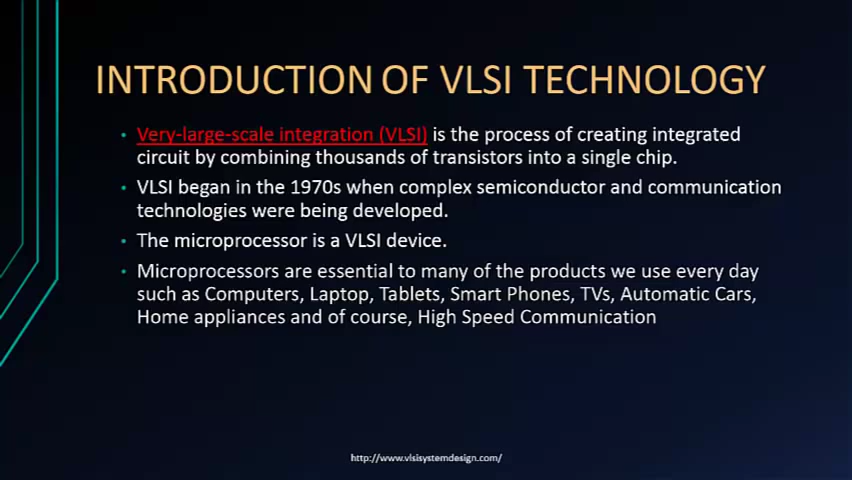 INTRODUCTION OF VLSI TECHNOLOGY
• Very-large-scale integration (VLSI) is the process of creating integrated
circuit by combining thousands of transistors into a single chip.
• VLSI began in the 1970s when complex semiconductor and communication
technologies were being developed.
• The microprocessor is a VLSI device.
• Microprocessors are essential to many of the products we use every day
such as Computers, Laptop, Tablets, Smart Phones, TVs, Automatic Cars,
Home appliances and of course, High Speed Communication
http://www.vlsisystemdesign.com/